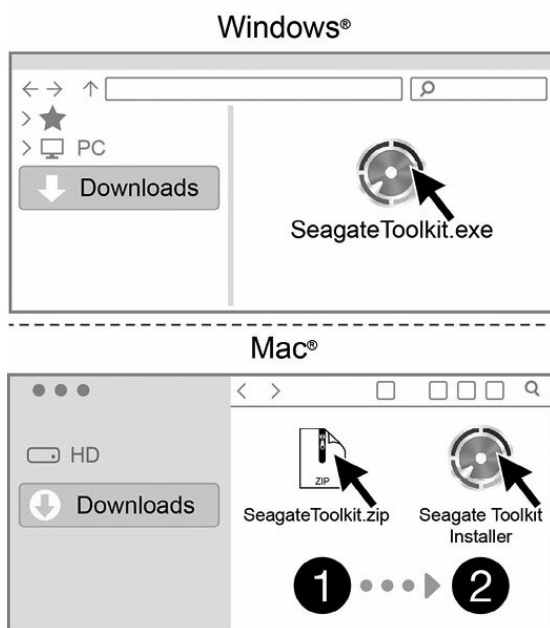 Windows®
PC
Downloads
SeagateToolkit.exe
Mac®
HD
Downloads
ZIP
SeagateToolkit.zip
Seagate Toolkit
Installer
1
2